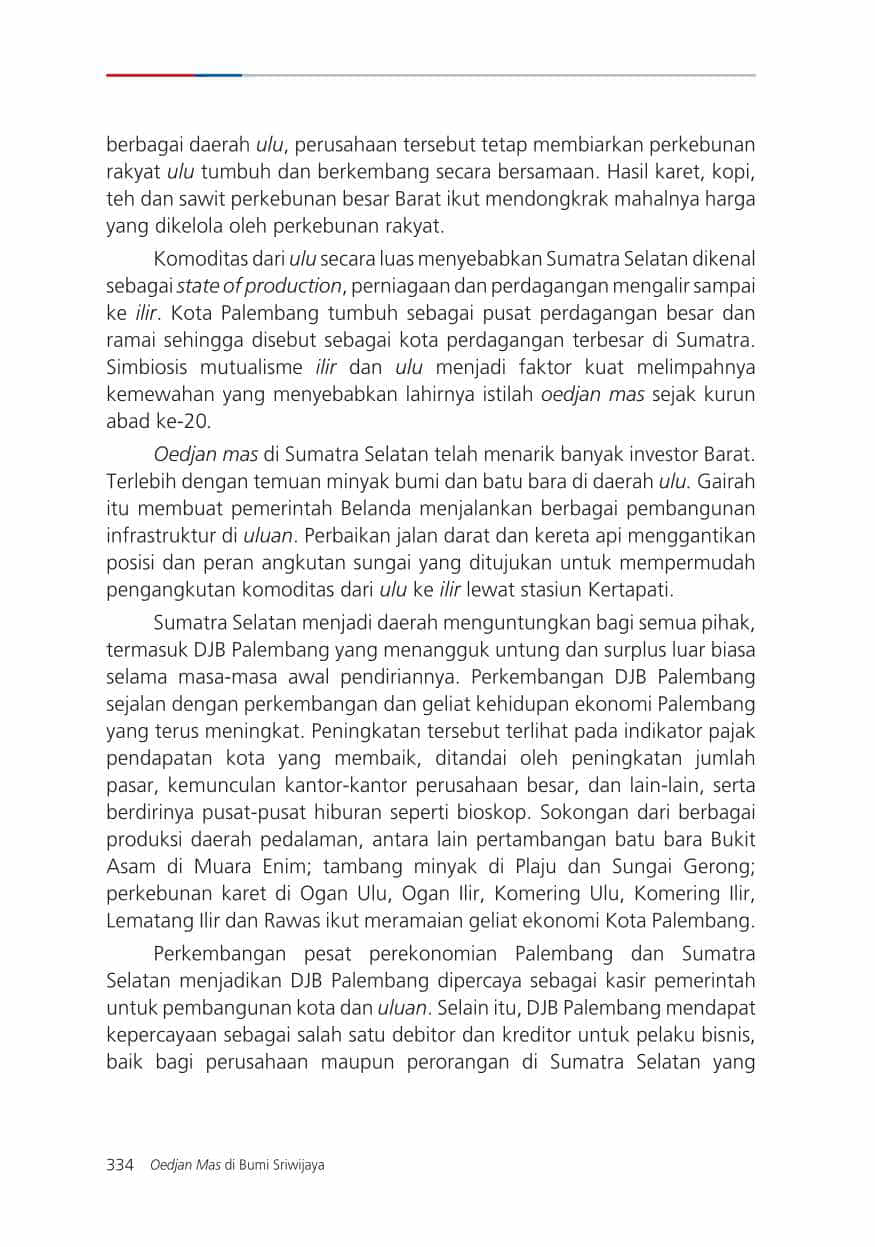 berbagai daerah ulu, perusahaan tersebut tetap membiarkan perkebunan
rakyat ulu tumbuh dan berkembang secara bersamaan. Hasil karet, kopi,
teh dan sawit perkebunan besar Barat ikut mendongkrak mahalnya harga
yang dikelola oleh perkebunan rakyat.
Komoditas dari ulu secara luas menyebabkan Sumatra Selatan dikenal
sebagai state of production, perniagaan dan perdagangan mengalir sampai
ke ilir. Kota Palembang tumbuh sebagai pusat perdagangan besar dan
ramai sehingga disebut sebagai kota perdagangan terbesar di Sumatra.
Simbiosis mutualisme ilir dan ulu menjadi faktor kuat melimpahnya
kemewahan yang menyebabkan lahirnya istilah oedjan mas sejak kurun
abad ke-20.
Oedjan mas di Sumatra Selatan telah menarik banyak investor Barat.
Terlebih dengan temuan minyak bumi dan batu bara di daerah ulu. Gairah
itu membuat pemerintah Belanda menjalankan berbagai pembangunan
infrastruktur di uluan. Perbaikan jalan darat dan kereta api menggantikan
posisi dan peran angkutan sungai yang ditujukan untuk mempermudah
pengangkutan komoditas dari ulu ke ilir lewat stasiun Kertapati.
Sumatra Selatan menjadi daerah menguntungkan bagi semua pihak,
termasuk DJB Palembang yang menangguk untung dan surplus luar biasa
selama masa-masa awal pendiriannya. Perkembangan DJB Palembang
sejalan dengan perkembangan dan geliat kehidupan ekonomi Palembang
yang terus meningkat. Peningkatan tersebut terlihat pada indikator pajak
pendapatan kota yang membaik, ditandai oleh peningkatan jumlah
pasar, kemunculan kantor-kantor perusahaan besar, dan lain-lain, serta
berdirinya pusat-pusat hiburan seperti bioskop. Sokongan dari berbagai
produksi daerah pedalaman, antara lain pertambangan batu bara Bukit
Asam di Muara Enim; tambang minyak di Plaju dan Sungai Gerong;
perkebunan karet di Ogan Ulu, Ogan Ilir, Komering Ulu, Komering Ilir,
Lematang Ilir dan Rawas ikut meramaian geliat ekonomi Kota Palembang.
Perkembangan pesat perekonomian Palembang dan Sumatra
Selatan menjadikan DJB Palembang dipercaya sebagai kasir pemerintah
untuk pembangunan kota dan uluan. Selain itu, DJB Palembang mendapat
kepercayaan sebagai salah satu debitor dan kreditor untuk pelaku bisnis,
baik bagi perusahaan maupun perorangan di Sumatra Selatan yang
334 Oedjan Mas di Bumi Sriwijaya